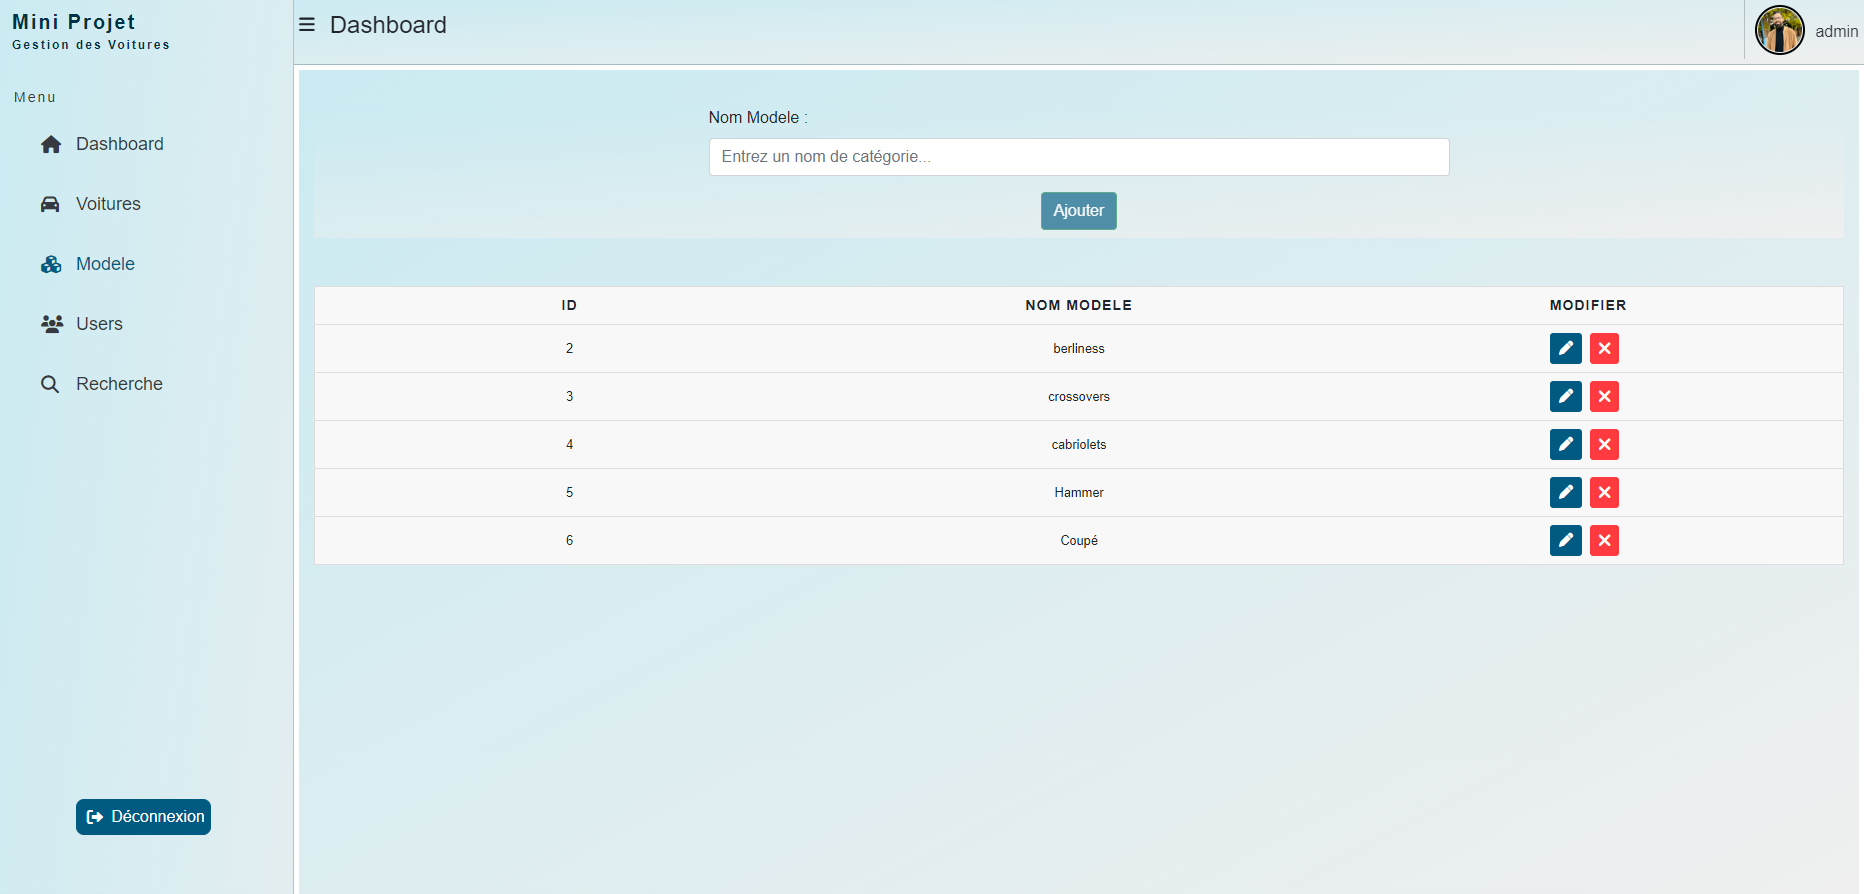 Mini Projet
Gestion des Voitures
Menu
Dashboard
Voitures
Modele
Users
Recherche
Déconnexion
Dashboard
admin
Nom Modele :
Entrez un nom de catégorie...
Ajouter
ID NOM MODELE MODIFIER
2 berliness
3 crossovers
4 cabriolets
5 Hammer
6 Coupé